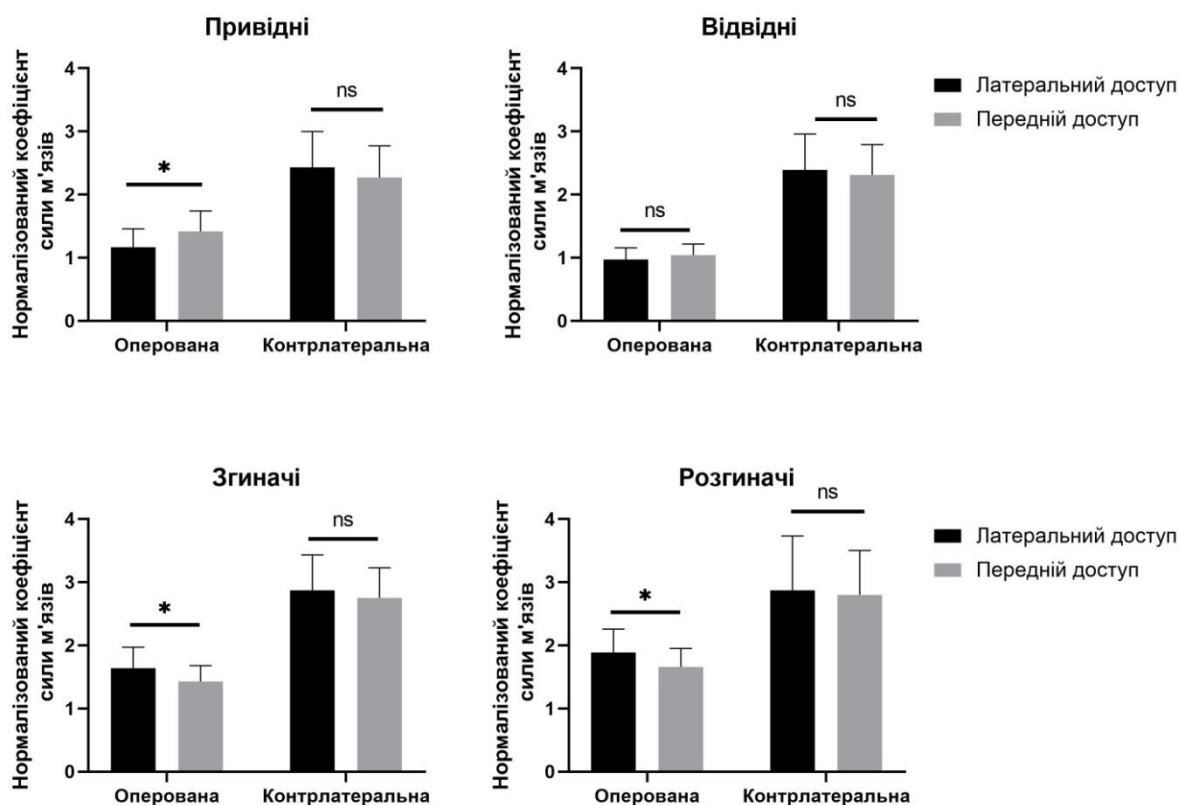 Привідні
Нормалізований коефіцієнт
сили м'язів
4
3
2
1
0
*
ns
Оперована
Контрлатеральна
Відвідні
Нормалізований коефіцієнт
сили м'язів
4
3
2
1
0
ns
ns
Оперована
Контрлатеральна
Латеральний доступ
Передній доступ
Згиначі
Нормалізований коефіцієнт
сили м'язів
4
3
2
1
0
*
ns
Оперована
Контрлатеральна
Розгиначі
Нормалізований коефіцієнт
сили м'язів
4
3
2
1
0
*
ns
Оперована
Контрлатеральна
Латеральний доступ
Передній доступ